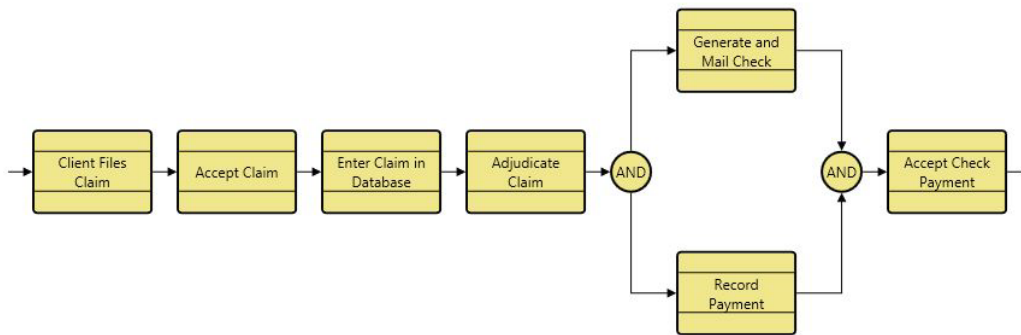 Client Files
Claim
Accept Claim
Enter Claim in
Database
Adjudicate
Claim
AND
Generate and
Mail Check
Record
Payment
AND
Accept Check
Payment